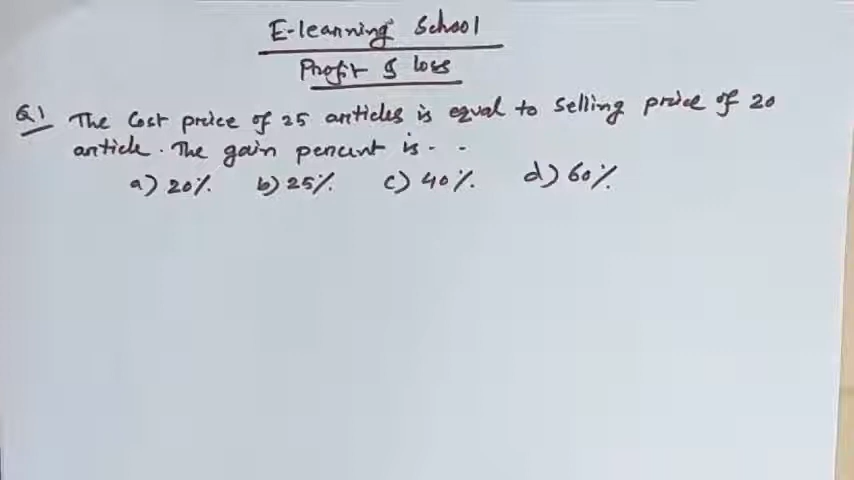 E-learning School
Profit & loss
Q1 The Cost price of 25 articles is equal to Selling price of 20
article. The gain percent is. .
a) 20% b) 25% c) 40% d) 60%